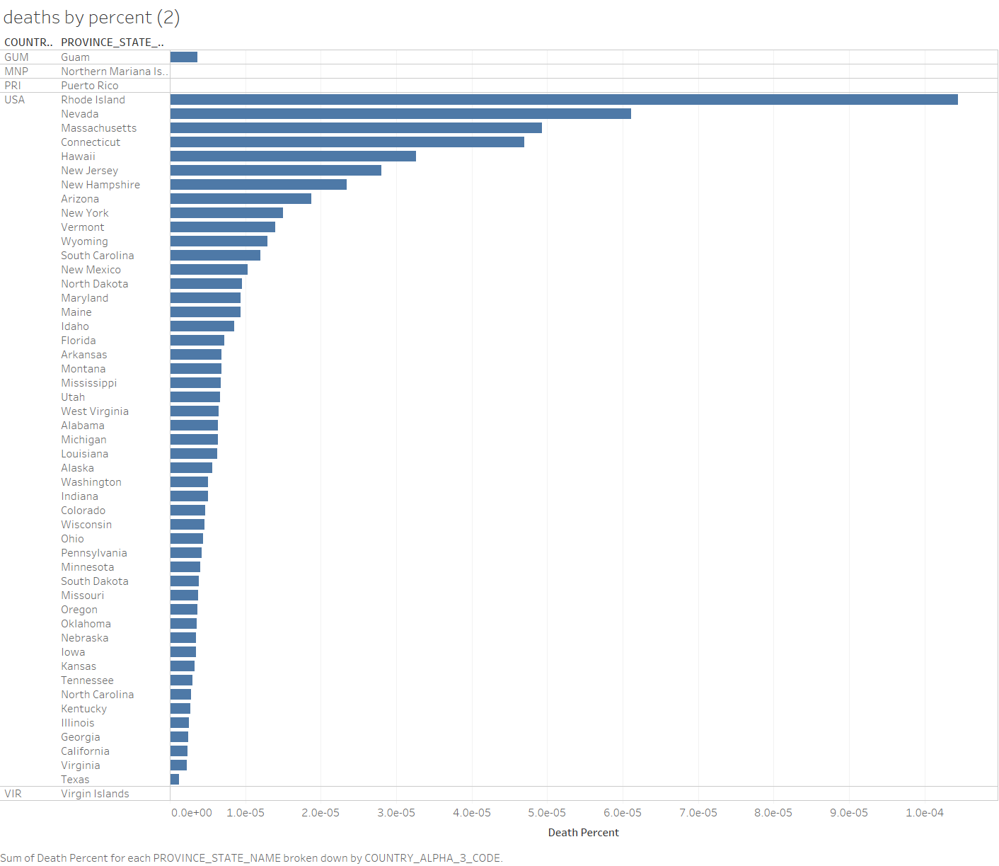 deaths by percent (2)
COUNTR.. PROVINCE_STATE_..
GUM Guam
MNP Northern Mariana Is..
PRI Puerto Rico
USA Rhode Island
Nevada
Massachusetts
Connecticut
Hawaii
New Jersey
New Hampshire
Arizona
New York
Vermont
Wyoming
South Carolina
New Mexico
North Dakota
Maryland
Maine
Idaho
Florida
Arkansas
Montana
Mississippi
Utah
West Virginia
Alabama
Michigan
Louisiana
Alaska
Washington
Indiana
Colorado
Wisconsin
Ohio
Pennsylvania
Minnesota
South Dakota
Missouri
Oregon
Oklahoma
Nebraska
Iowa
Kansas
Tennessee
North Carolina
Kentucky
Illinois
Georgia
California
Virginia
Texas
VIR Virgin Islands
0.0e+00 1.0e-05 2.0e-05 3.0e-05 4.0e-05 5.0e-05 6.0e-05 7.0e-05 8.0e-05 9.0e-05 1.0e-04
Death Percent
Sum of Death Percent for each PROVINCE_STATE_NAME broken down by COUNTRY_ALPHA_3_CODE.